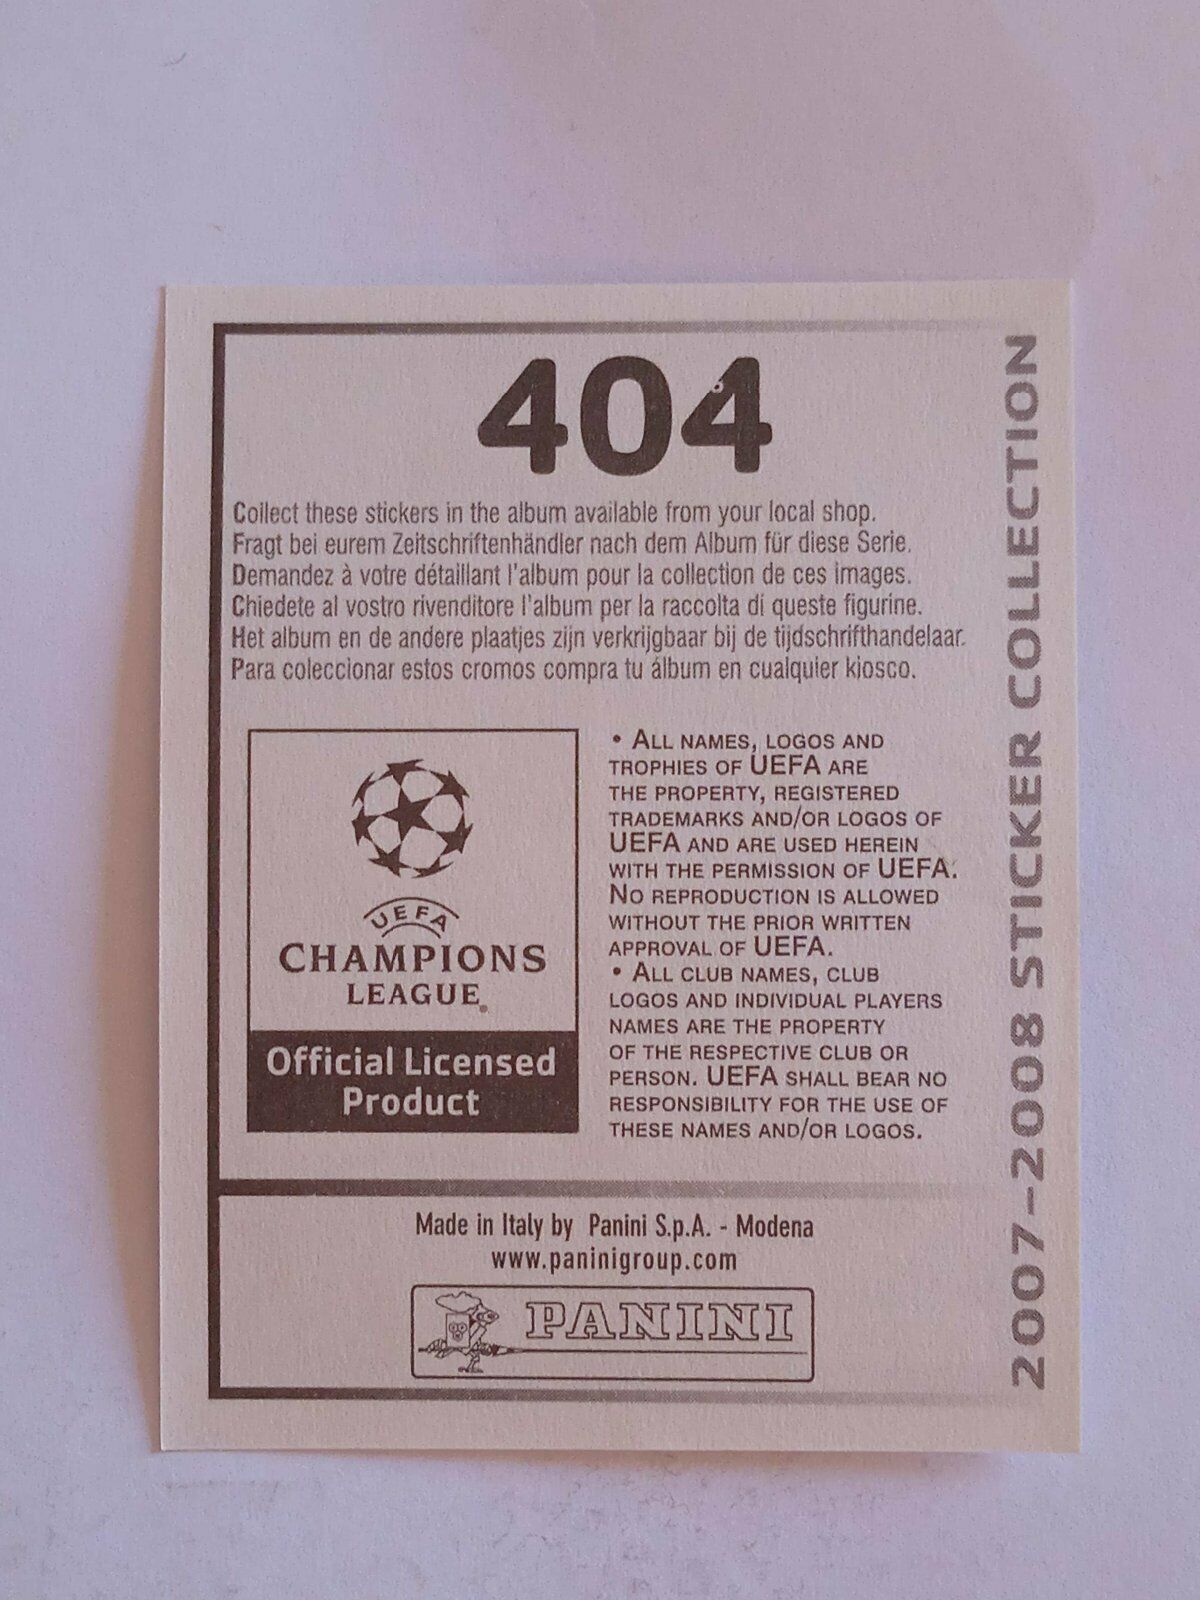 404
Collect these stickers in the album available from your local shop.
Fragt bei eurem Zeitschriftenhändler nach dem Album für diese Serie.
Demandez à votre détaillant l'album pour la collection de ces images.
Chiedete al vostro rivenditore l'album per la raccolta di queste figurine.
Het album en de andere plaatjes zijn verkrijgbaar bij de tijdschrifthandelaar.
Para coleccionar estos cromos compra tu álbum en cualquier kiosco.
UEFA
CHAMPIONS
LEAGUE
Official Licensed
Product
• ALL NAMES, LOGOS AND
TROPHIES OF UEFA ARE
THE PROPERTY, REGISTERED
TRADEMARKS AND/OR LOGOS OF
UEFA AND ARE USED HEREIN
WITH THE PERMISSION OF UEFA.
NO REPRODUCTION IS ALLOWED
WITHOUT THE PRIOR WRITTEN
APPROVAL OF UEFA.
• ALL CLUB NAMES, CLUB
LOGOS AND INDIVIDUAL PLAYERS
NAMES ARE THE PROPERTY
OF THE RESPECTIVE CLUB OR
PERSON. UEFA SHALL BEAR NO
RESPONSIBILITY FOR THE USE OF
THESE NAMES AND/OR LOGOS.
Made in Italy by Panini S.p.A. - Modena
www.paninigroup.com
PANINI
2007-2008 STICKER COLLECTION